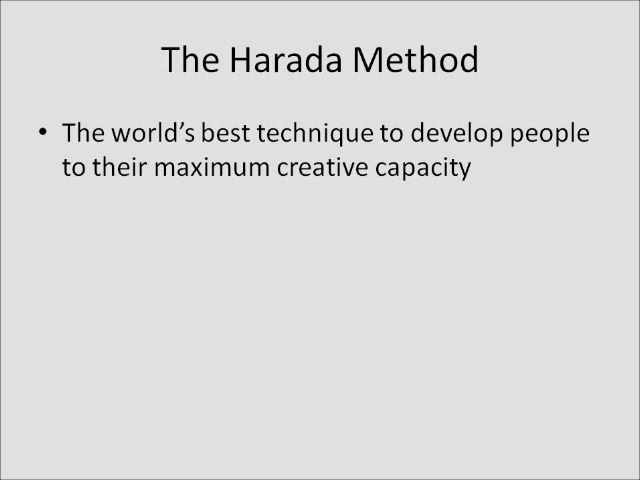 The Harada Method
• The world’s best technique to develop people
to their maximum creative capacity